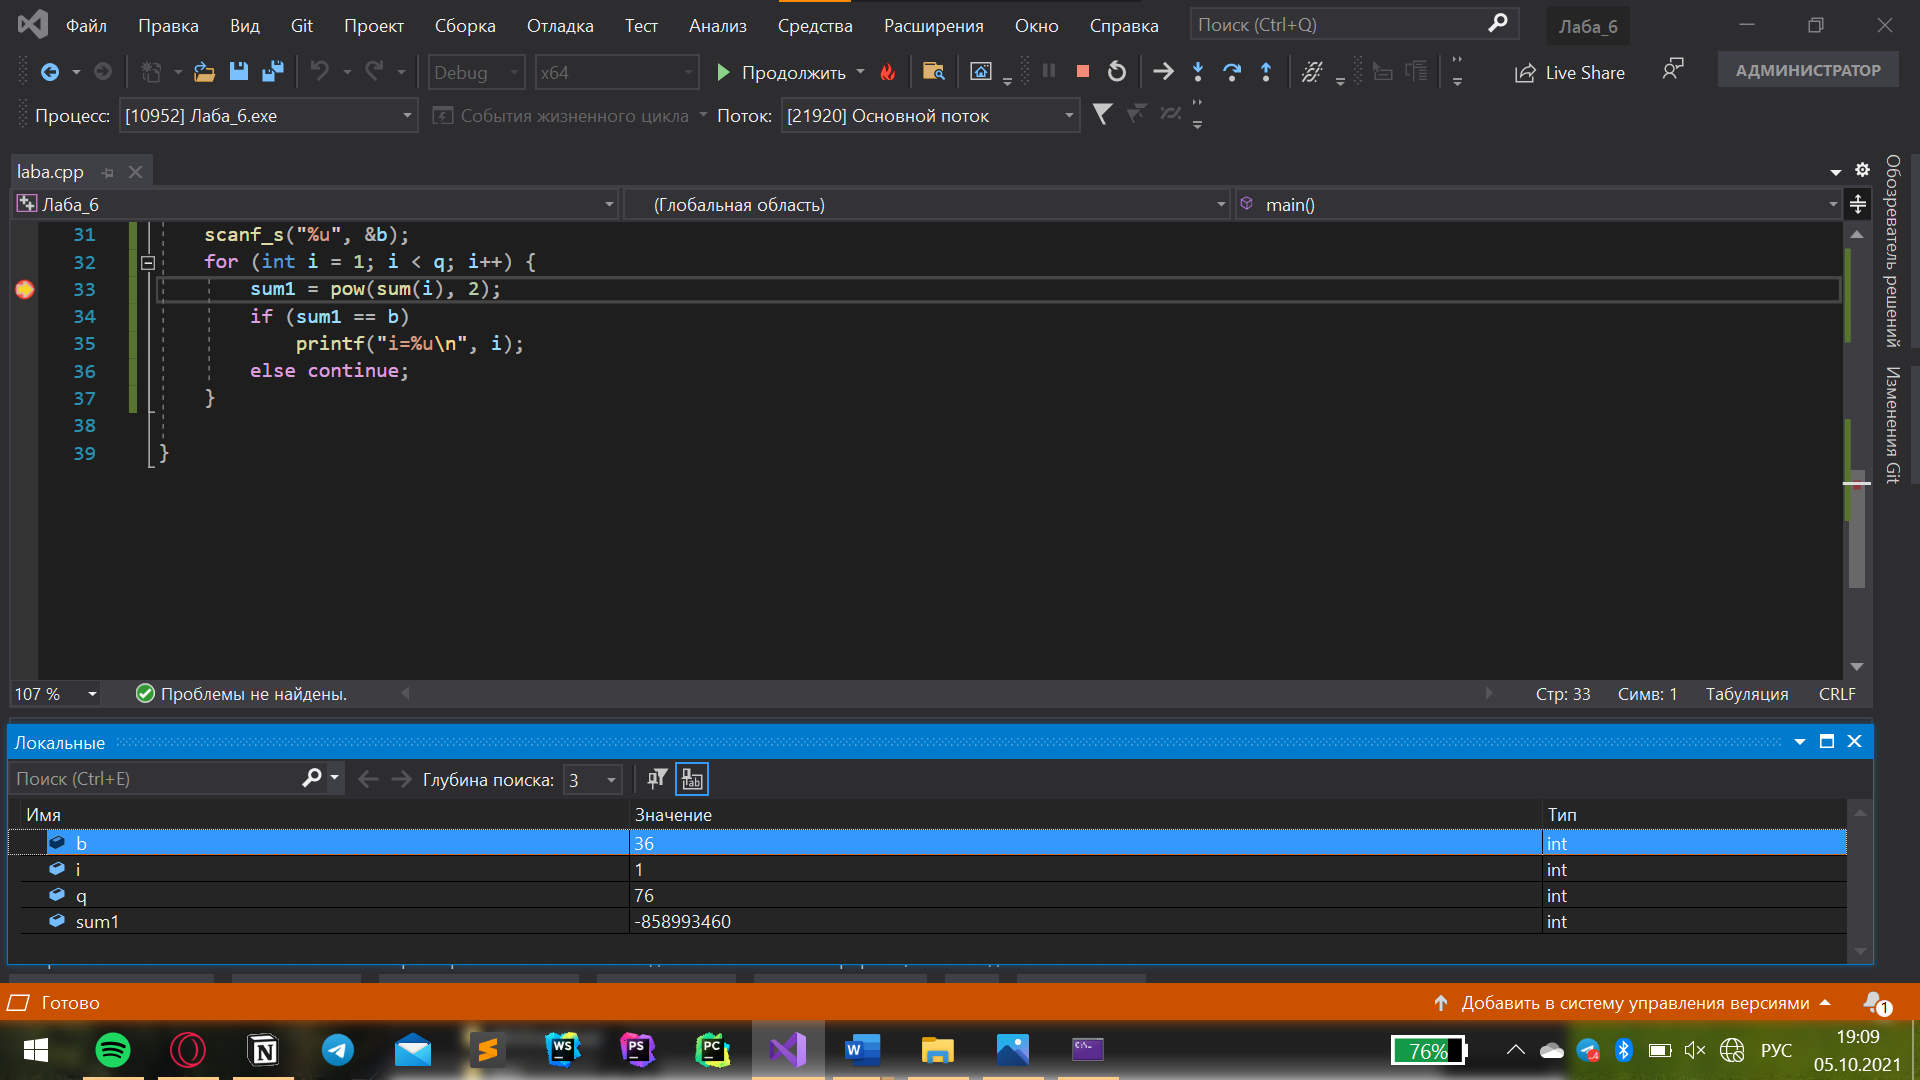 Файл Правка Вид Git Проект Сборка Отладка Тест Анализ Средства Расширения Окно Справка Поиск (Ctrl+Q) Лаба_6
Debug x64 Продолжить Live Share АДМИНИСТРАТОР
Процесс: [10952] Лаба_6.exe События жизненного цикла Поток: [21920] Основной поток
laba.cpp
Лаба_6 (Глобальная область) main()
31 scanf_s("%u", &b);
32 for (int i = 1; i < q; i++) {
33 sum1 = pow(sum(i), 2);
34 if (sum1 == b)
35 printf("i=%u\n", i);
36 else continue;
37 }
38
39 }
Обозреватель решений
Изменения Git
107 % Проблемы не найдены. Стр: 33 Симв: 1 Табуляция CRLF
Локальные
Поиск (Ctrl+E) Глубина поиска: 3
Имя Значение Тип
b 36 int
i 1 int
q 76 int
sum1 -858993460 int
Готово Добавить в систему управления версиями 1
WS PS PC W C:\ 76% РУС 19:09
05.10.2021